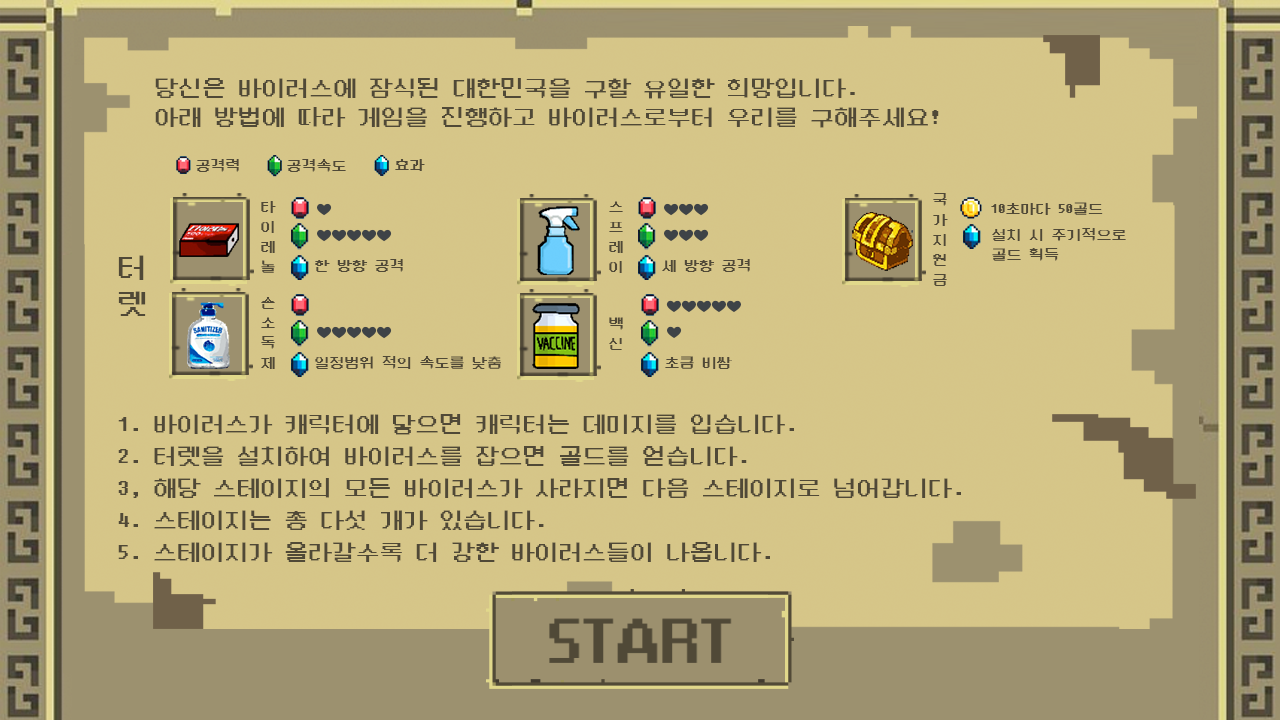 당신은 바이러스에 잠식된 대한민국을 구할 유일한 희망입니다.
아래 방법에 따라 게임을 진행하고 바이러스로부터 우리를 구해주세요!
공격력 공격속도 효과
터렛
타이레놀
한 방향 공격
스프레이
세 방향 공격
국가지원금
10초마다 50골드
설치 시 주기적으로
골드 획득
손소독제
SANITIZER
일정범위 적의 속도를 낮춤
백신
VACCINE
초큼 비쌈
1. 바이러스가 캐릭터에 닿으면 캐릭터는 데미지를 입습니다.
2. 터렛을 설치하여 바이러스를 잡으면 골드를 얻습니다.
3, 해당 스테이지의 모든 바이러스가 사라지면 다음 스테이지로 넘어갑니다.
4. 스테이지는 총 다섯 개가 있습니다.
5. 스테이지가 올라갈수록 더 강한 바이러스들이 나옵니다.
START